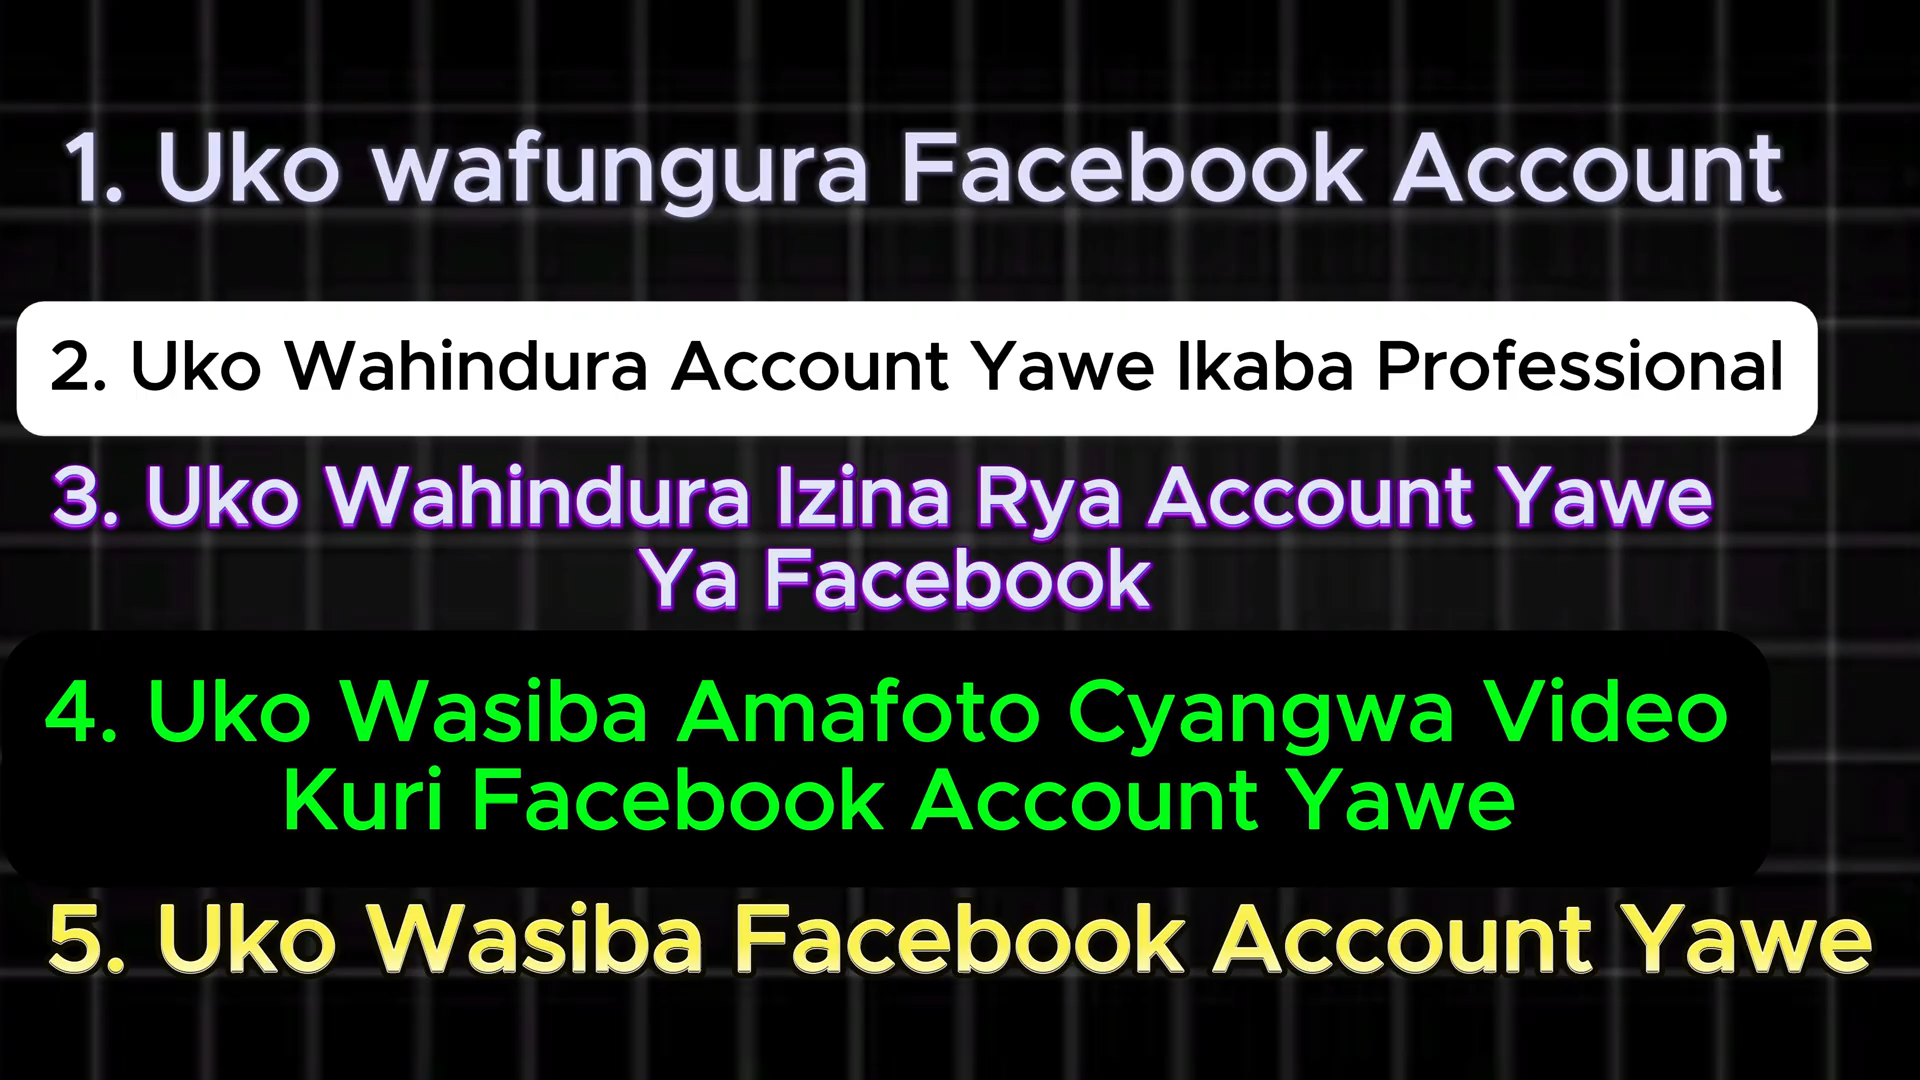 1. Uko wafungura Facebook Account
2. Uko Wahindura Account Yawe Ikaba Professional
3. Uko Wahindura Izina Rya Account Yawe
Ya Facebook
4. Uko Wasiba Amafoto Cyangwa Video
Kuri Facebook Account Yawe
5. Uko Wasiba Facebook Account Yawe